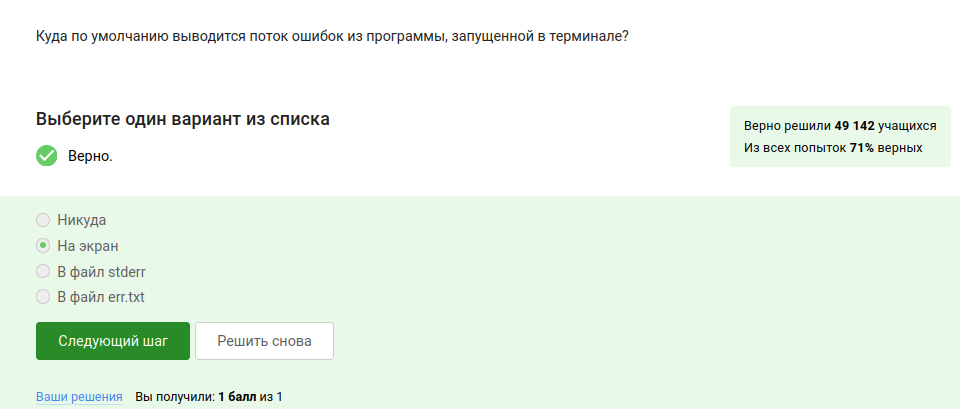 Куда по умолчанию выводится поток ошибок из программы, запущенной в терминале?
Выберите один вариант из списка
Верно.
Верно решили 49 142 учащихся
Из всех попыток 71% верных
Никуда
На экран
В файл stderr
В файл err.txt
Следующий шаг
Решить снова
Ваши решения Вы получили: 1 балл из 1